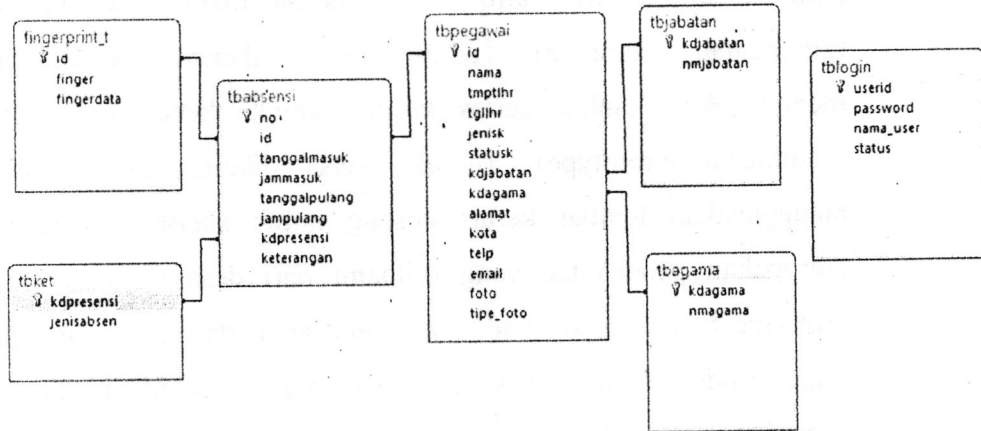 fingerprint_t
id
finger
fingerdata
tbabsensi
no
id
tanggalmasuk
jammasuk
tanggalpulang
jampulang
kdpresensi
keterangan
tbket
kdpresensi
jenisabsen
tbpegawai
id
nama
tmptlhr
tgllhr
jenisk
statusk
kdjabatan
kdagama
alamat
kota
telp
email
foto
tipe_foto
tbjabatan
kdjabatan
nmjabatan
tbagama
kdagama
nmagama
tblogin
userid
password
nama_user
status